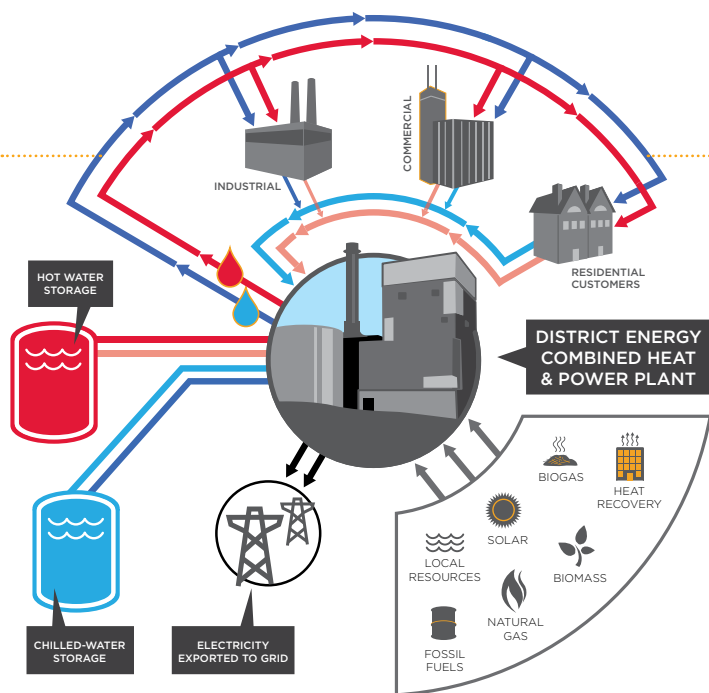 COMMERCIAL
INDUSTRIAL
RESIDENTIAL
CUSTOMERS
HOT WATER
STORAGE
DISTRICT ENERGY
COMBINED HEAT
& POWER PLANT
BIOGAS
HEAT
RECOVERY
SOLAR
LOCAL
RESOURCES
BIOMASS
NATURAL
GAS
FOSSIL
FUELS
CHILLED-WATER
STORAGE
ELECTRICITY
EXPORTED TO GRID